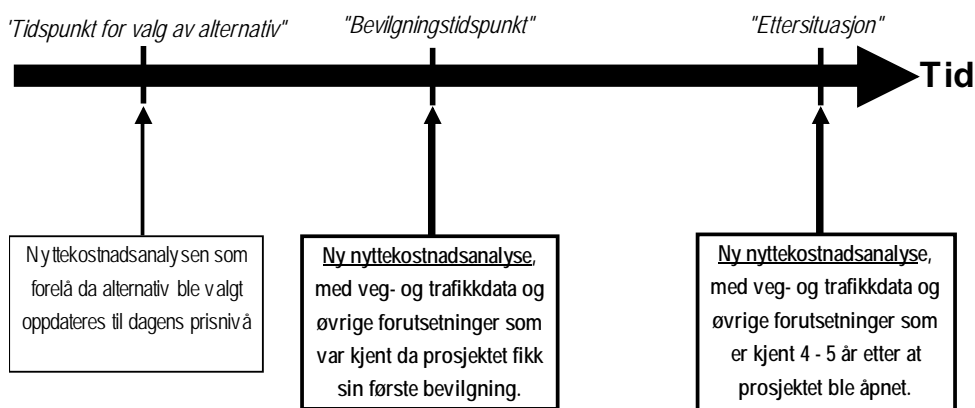 "Tidspunkt for valg av alternativ"
"Bevilgningstidspunkt"
"Ettersituasjon"
Tid
Nyttekostnadsanalysen som
forelå da alternativ ble valgt
oppdateres til dagens prisnivå
Ny nyttekostnadsanalyse,
med veg- og trafikkdata og
øvrige forutsetninger som
var kjent da prosjektet fikk
sin første bevilgning.
Ny nyttekostnadsanalyse,
med veg- og trafikkdata og
øvrige forutsetninger som
er kjent 4 - 5 år etter at
prosjektet ble åpnet.